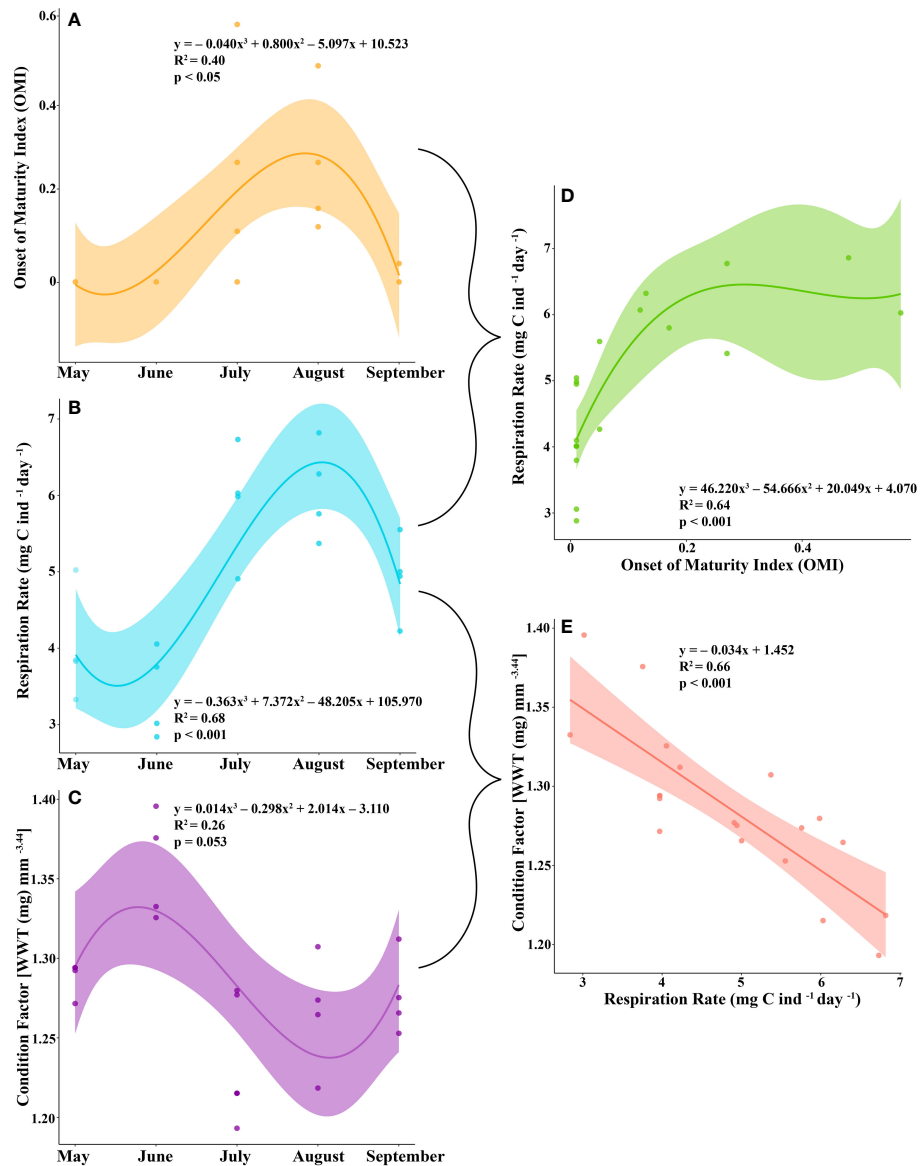 A
y = – 0.040x³ + 0.800x² – 5.097x + 10.523
R² = 0.40
p < 0.05
Onset of Maturity Index (OMI)
0.6
0.4
0.2
0
May June July August September
B
Respiration Rate (mg C ind ⁻¹ day ⁻¹)
7
6
5
4
3
y = – 0.363x³ + 7.372x² – 48.205x + 105.970
R² = 0.68
p < 0.001
May June July August September
C
y = 0.014x³ – 0.298x² + 2.014x – 3.110
R² = 0.26
p = 0.053
Condition Factor [WWT (mg) mm ⁻³·⁴⁴]
1.40
1.35
1.30
1.25
1.20
May June July August September
D
Respiration Rate (mg C ind ⁻¹ day ⁻¹)
7
6
5
4
3
y = 46.220x³ – 54.666x² + 20.049x + 4.070
R² = 0.64
p < 0.001
0 0.2 0.4
Onset of Maturity Index (OMI)
E
y = – 0.034x + 1.452
R² = 0.66
p < 0.001
Condition Factor [WWT (mg) mm ⁻³·⁴⁴]
1.40
1.35
1.30
1.25
1.20
3 4 5 6 7
Respiration Rate (mg C ind ⁻¹ day ⁻¹)